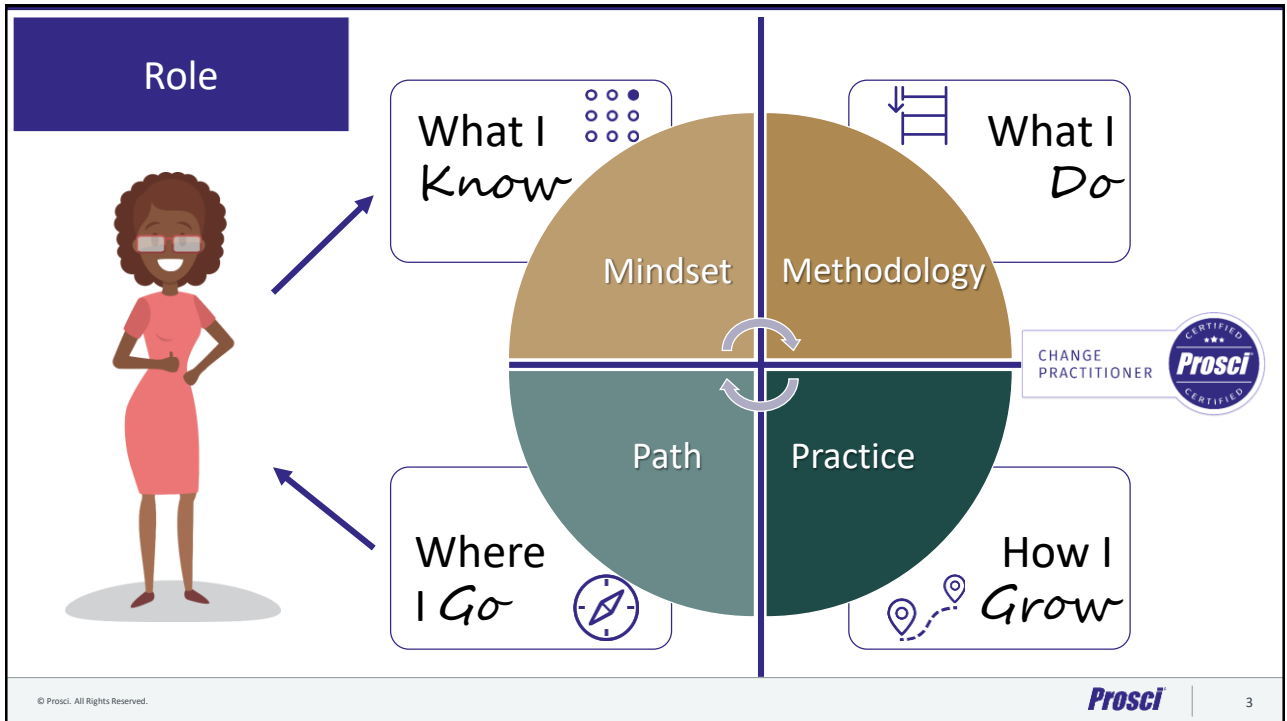 Role
What I
Know
What I
Do
Mindset
Methodology
CHANGE
PRACTITIONER
CERTIFIED
Prosci
CERTIFIED
Path
Practice
Where
I Go
How I
Grow
© Prosci. All Rights Reserved.
Prosci
3